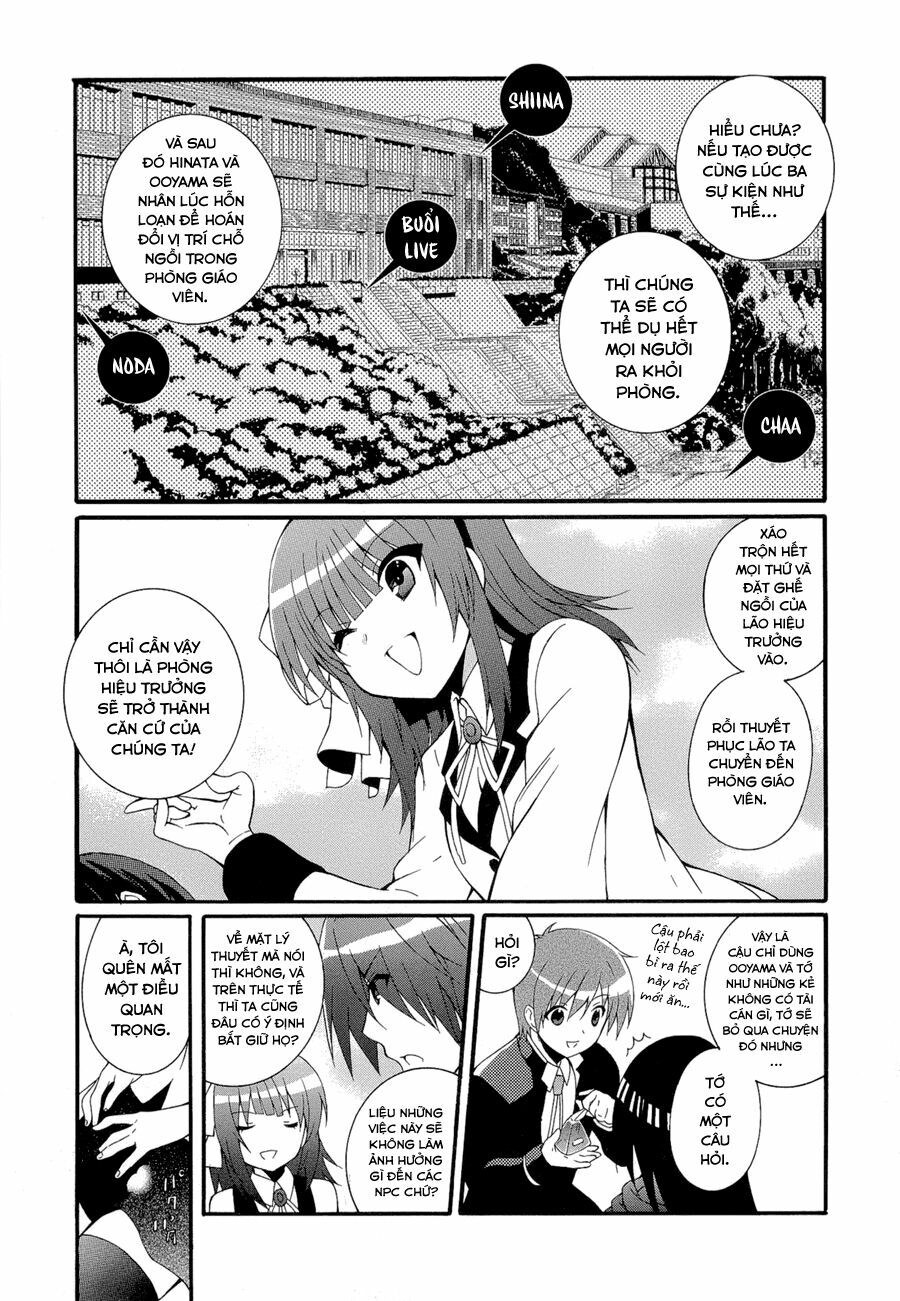 HIỂU CHƯA?
NẾU TẠO ĐƯỢC
CÙNG LÚC BA
SỰ KIỆN NHƯ
THẾ...
SHIINA
THÌ CHÚNG
TA SẼ CÓ
THỂ DỤ HẾT
MỌI NGƯỜI
RA KHỎI
PHÒNG.
CHAA
BUỔI
LIVE
VÀ SAU
ĐÓ HINATA VÀ
OOYAMA SẼ
NHÂN LÚC HỖN
LOẠN ĐỂ HOÁN
ĐỔI VỊ TRÍ CHỖ
NGỒI TRONG
PHÒNG GIÁO
VIÊN.
NODA
XÁO
TRỘN HẾT
MỌI THỨ VÀ
ĐẶT GHẾ
NGỒI CỦA
LÃO HIỆU
TRƯỞNG
VÀO.
RỒI THUYẾT
PHỤC LÃO TA
CHUYỂN ĐẾN
PHÒNG GIÁO
VIÊN.
CHỈ CẦN VẬY
THÔI LÀ PHÒNG
HIỆU TRƯỞNG
SẼ TRỞ THÀNH
CĂN CỨ CỦA
CHÚNG TA!
VẬY LÀ
CẬU CHỈ DÙNG
OOYAMA VÀ TỚ
NHƯ NHỮNG KẺ
KHÔNG CÓ TÀI
CÁN GÌ, TỚ SẼ
BỎ QUA CHUYỆN
ĐÓ NHƯNG
...
TỚ
CÓ MỘT
CÂU
HỎI.
Cậu phải
lột bao
bì ra thế
này rồi
mới ăn...
HỎI
GÌ?
LIỆU NHỮNG
VIỆC NÀY SẼ
KHÔNG LÀM
ẢNH HƯỞNG
GÌ ĐẾN CÁC
NPC CHỨ?
VỀ MẶT LÝ
THUYẾT MÀ NÓI
THÌ KHÔNG, VÀ
TRÊN THỰC TẾ
THÌ TA CŨNG
ĐÂU CÓ Ý ĐỊNH
BẮT GIỮ HỌ?
À, TÔI
QUÊN MẤT
MỘT ĐIỀU
QUAN
TRỌNG.